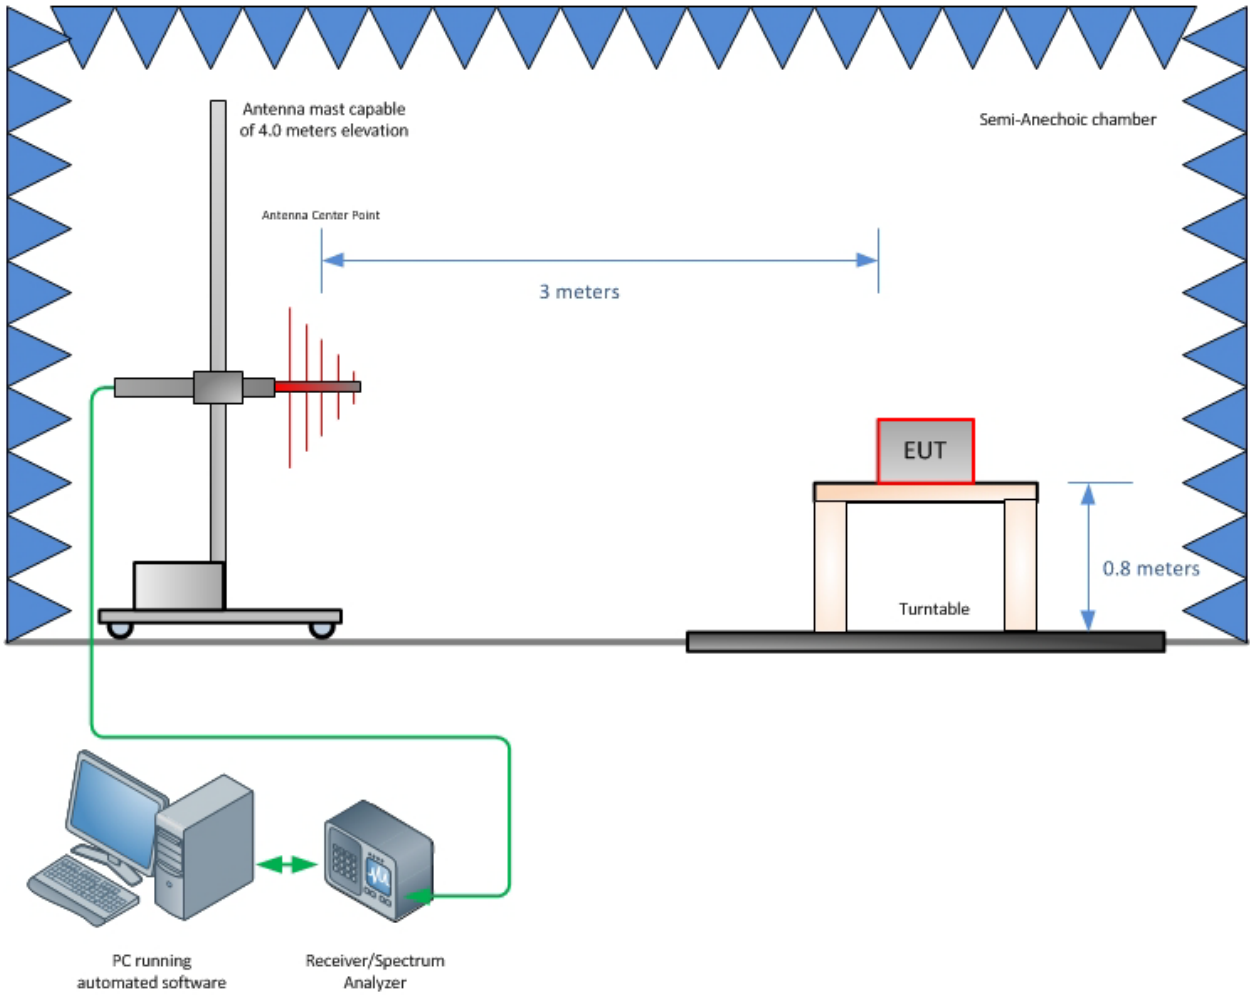 Antenna mast capable
of 4.0 meters elevation
Semi-Anechoic chamber
Antenna Center Point
3 meters
EUT
0.8 meters
Turntable
PC running
automated software
Receiver/Spectrum
Analyzer